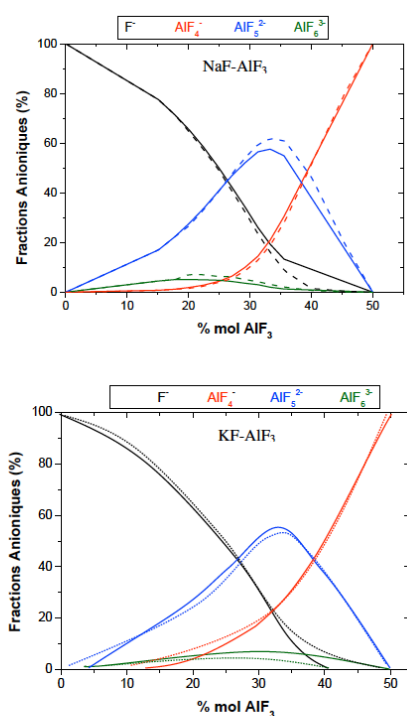 F⁻ AlF₄⁻ AlF₅²⁻ AlF₆³⁻
NaF-AlF₃
Fractions Anioniques (%)
100
80
60
40
20
0
0 10 20 30 40 50
% mol AlF₃
F⁻ AlF₄⁻ AlF₅²⁻ AlF₆³⁻
KF-AlF₃
Fractions Anioniques (%)
100
80
60
40
20
0
0 10 20 30 40 50
% mol AlF₃